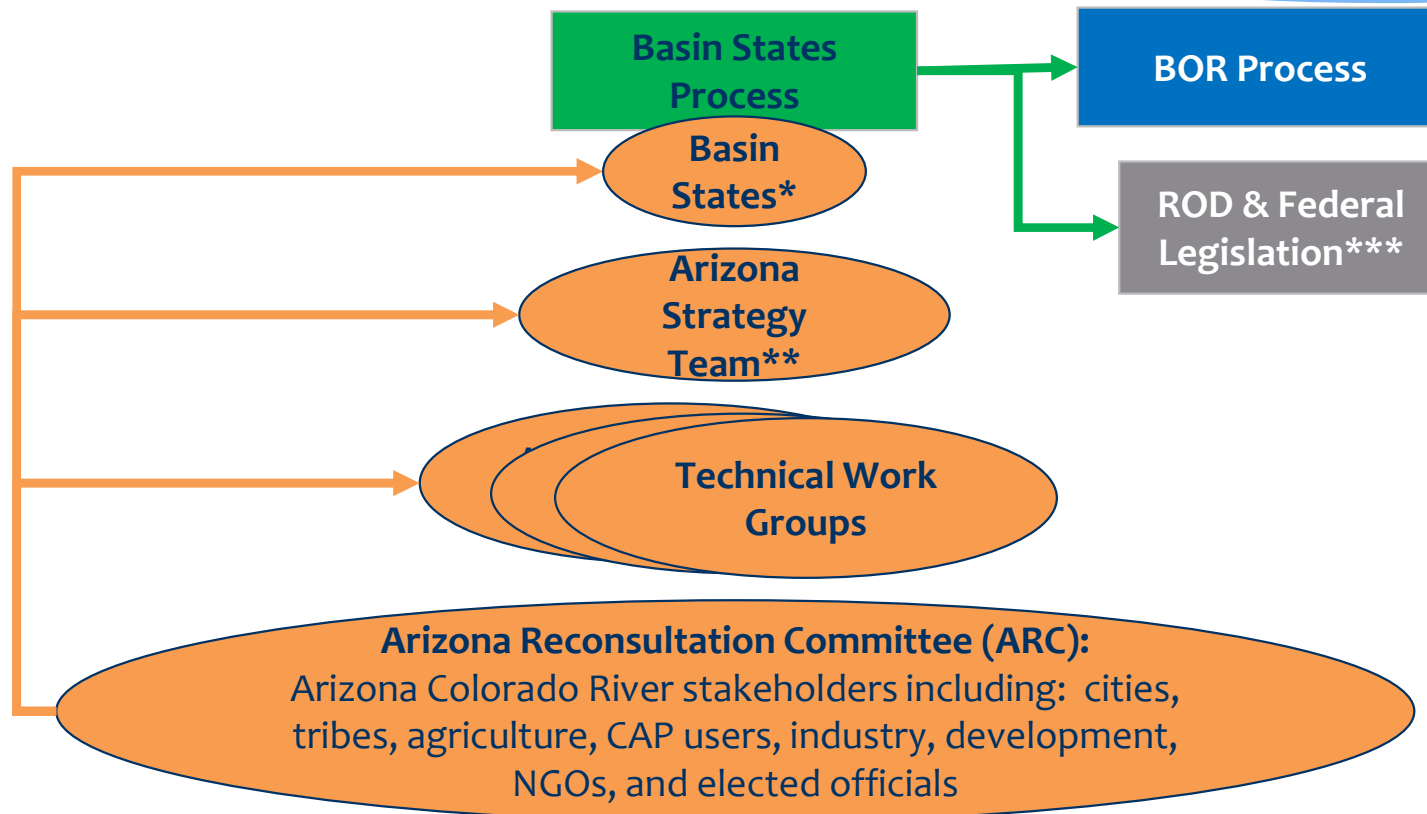 Basin States
Process
BOR Process
Basin
States*
ROD & Federal
Legislation***
Arizona
Strategy
Team**
Technical Work
Groups
Arizona Reconsultation Committee (ARC):
Arizona Colorado River stakeholders including: cities,
tribes, agriculture, CAP users, industry, development,
NGOs, and elected officials